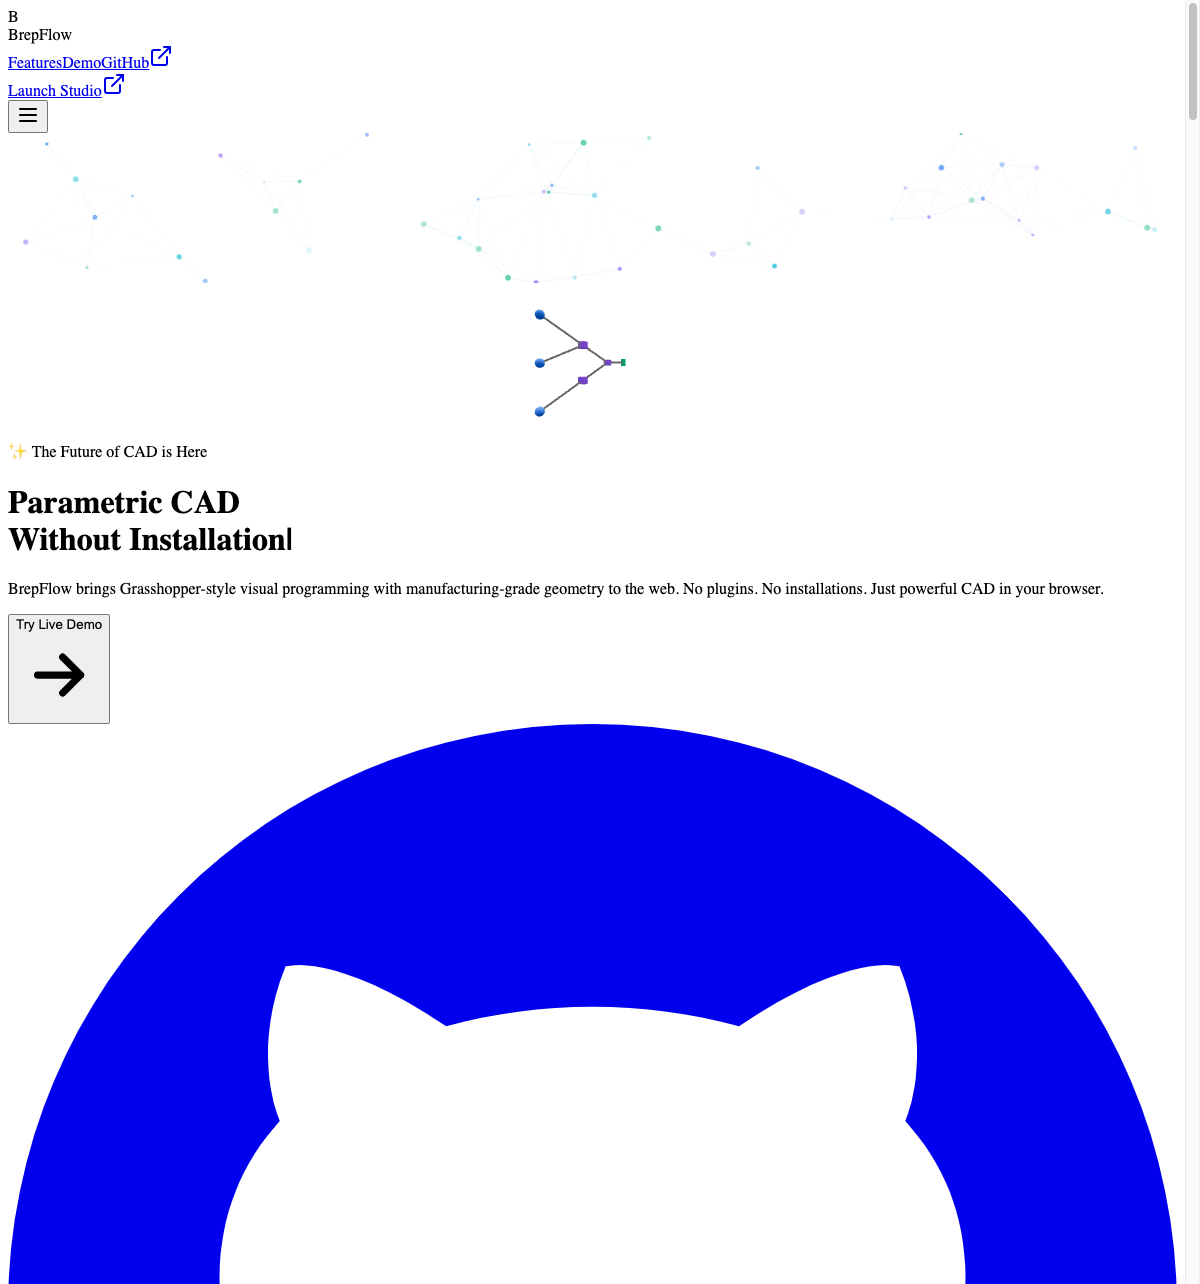 B
BrepFlow
FeaturesDemoGitHub
Launch Studio
✨ The Future of CAD is Here
Parametric CAD
Without Installation|
BrepFlow brings Grasshopper-style visual programming with manufacturing-grade geometry to the web. No plugins. No installations. Just powerful CAD in your browser.
Try Live Demo